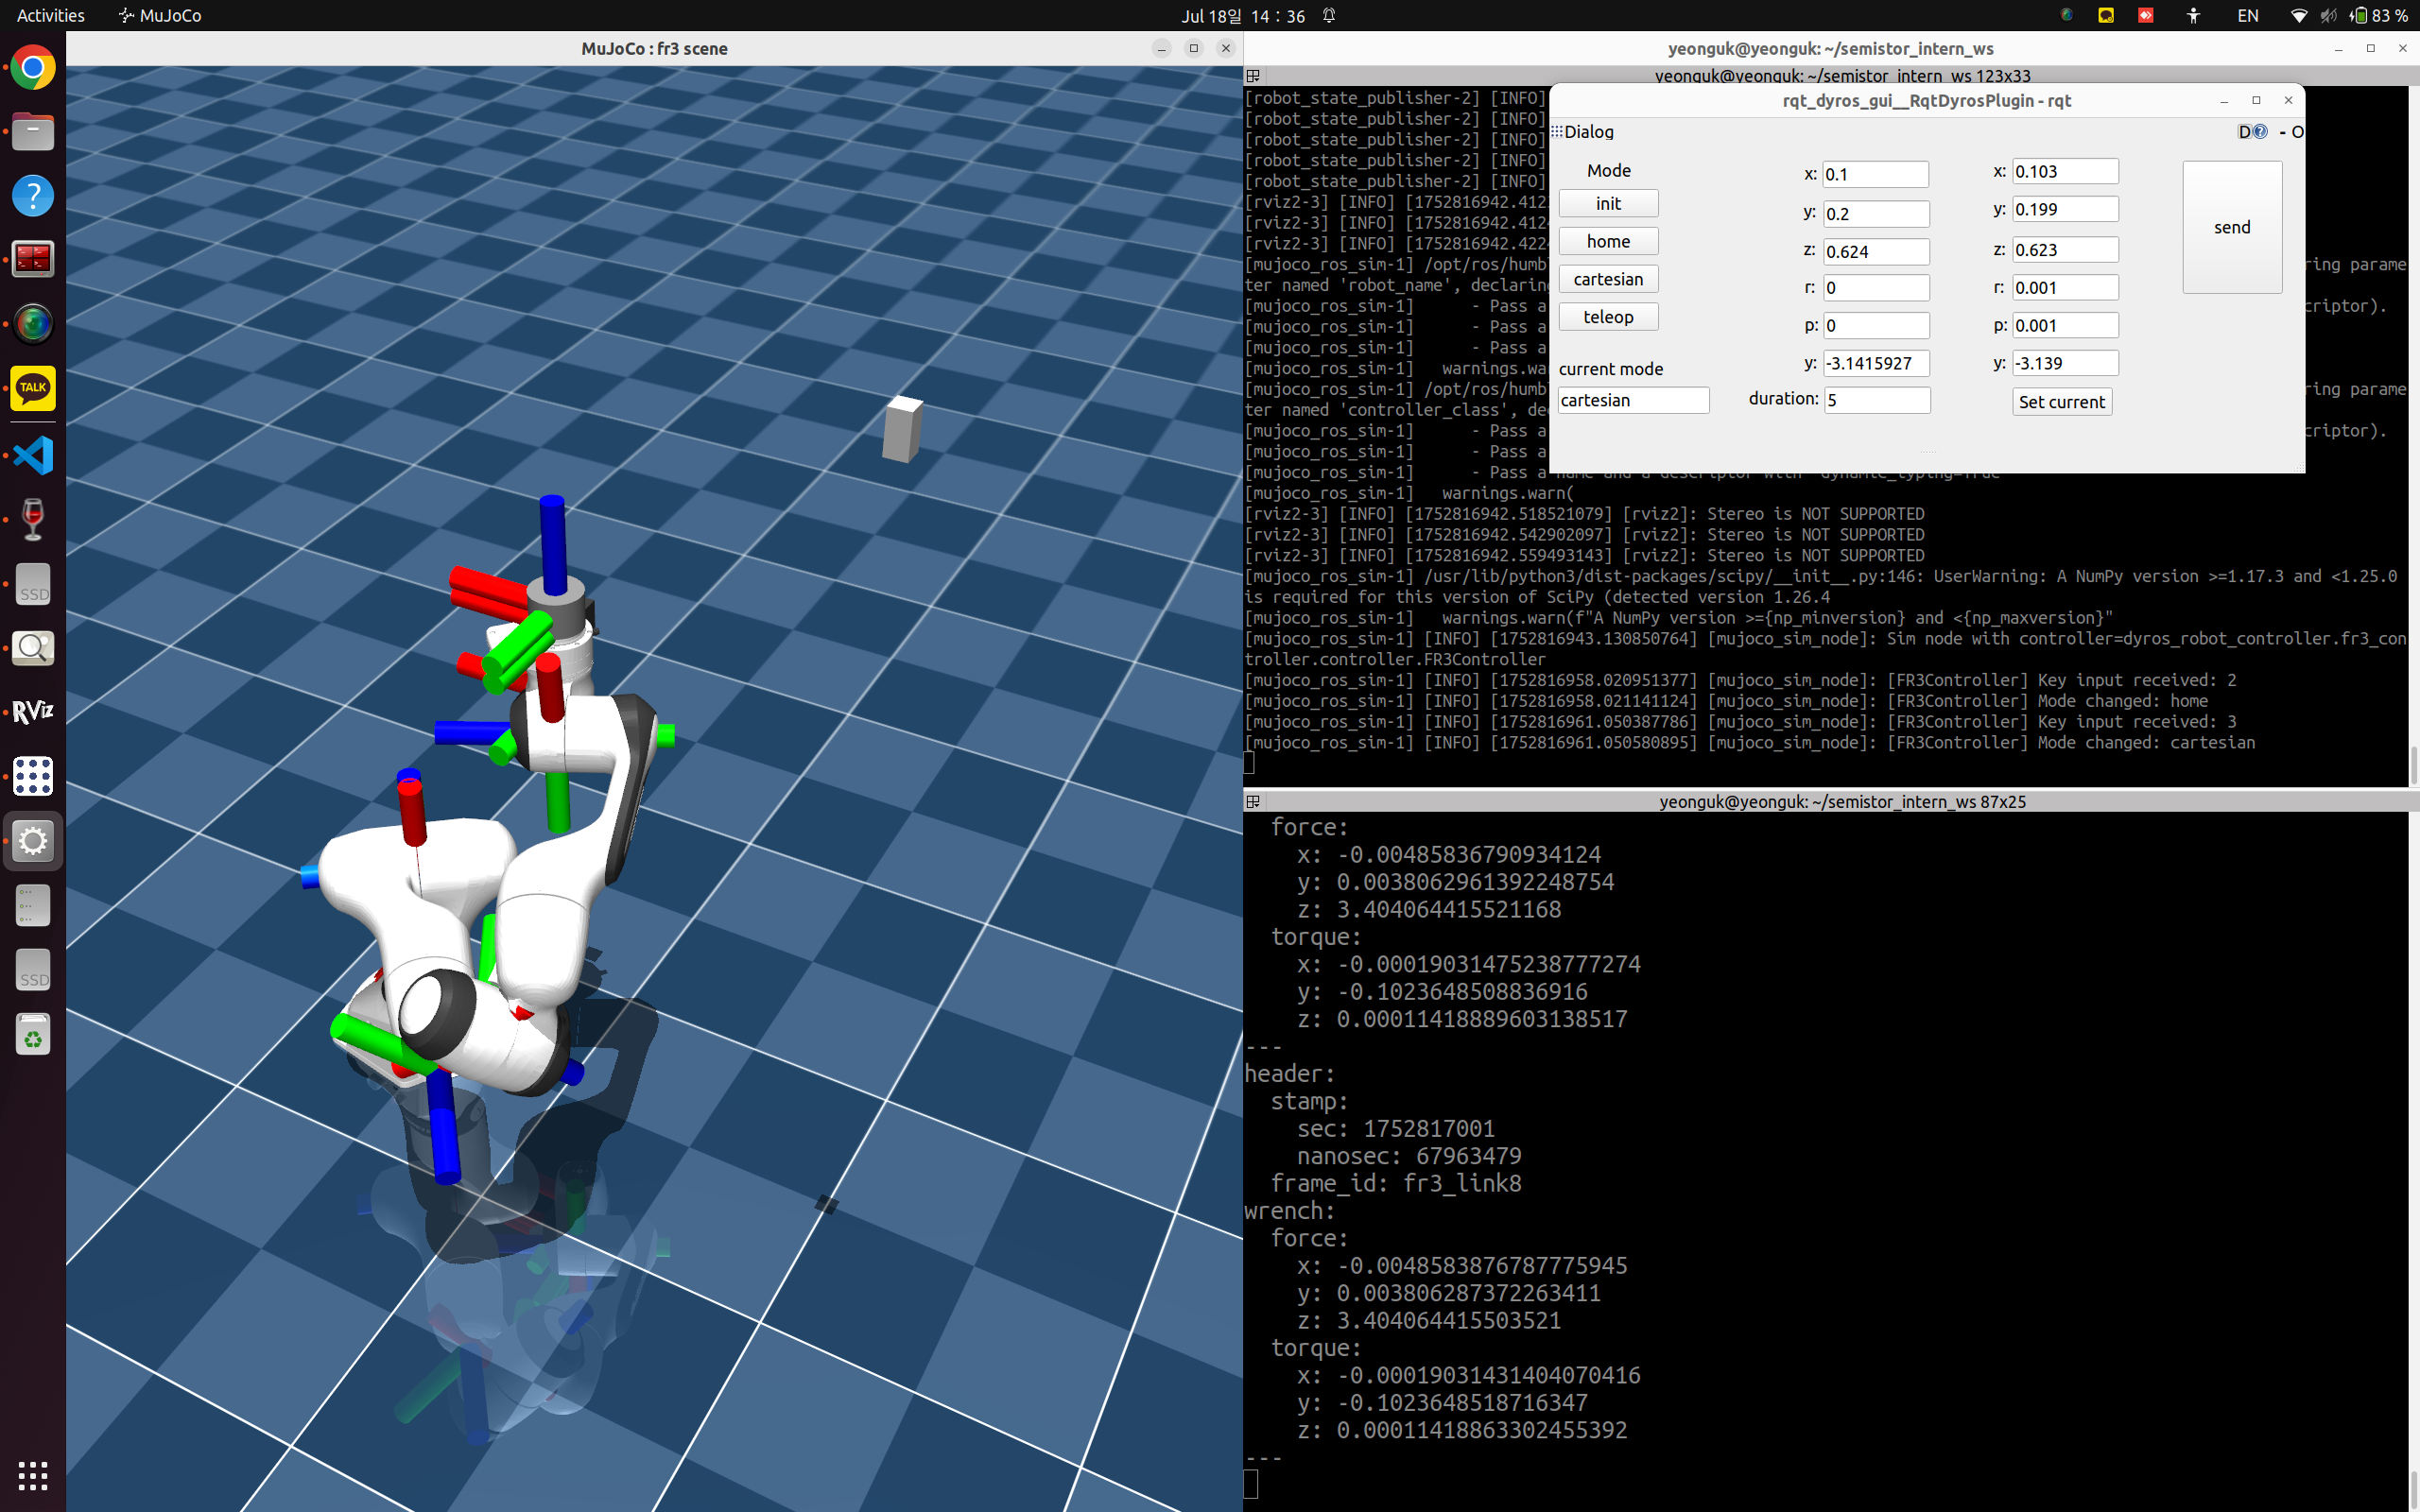 Activities
MuJoCo
Jul 18일 14 : 36
EN
83 %
MuJoCo : fr3 scene
TALK
SSD
RViz
SSD
yeonguk@yeonguk: ~/semistor_intern_ws
yeonguk@yeonguk: ~/semistor_intern_ws 123x33
[robot_state_publisher-2] [INFO]
[robot_state_publisher-2] [INFO]
[robot_state_publisher-2] [INFO]
[robot_state_publisher-2] [INFO]
[robot_state_publisher-2] [INFO]
[rviz2-3] [INFO] [1752816942.412
[rviz2-3] [INFO] [1752816942.412
[rviz2-3] [INFO] [1752816942.422
[mujoco_ros_sim-1] /opt/ros/humbl ring parame
ter named 'robot_name', declaring
[mujoco_ros_sim-1] - Pass a criptor).
[mujoco_ros_sim-1] - Pass a
[mujoco_ros_sim-1] - Pass a
[mujoco_ros_sim-1] warnings.war
[mujoco_ros_sim-1] /opt/ros/humbl ring parame
ter named 'controller_class', dec
[mujoco_ros_sim-1] - Pass a criptor).
[mujoco_ros_sim-1] - Pass a
[mujoco_ros_sim-1] - Pass a name and a descriptor with "dynamic_typing=True"
[mujoco_ros_sim-1] warnings.warn(
[rviz2-3] [INFO] [1752816942.518521079] [rviz2]: Stereo is NOT SUPPORTED
[rviz2-3] [INFO] [1752816942.542902097] [rviz2]: Stereo is NOT SUPPORTED
[rviz2-3] [INFO] [1752816942.559493143] [rviz2]: Stereo is NOT SUPPORTED
[mujoco_ros_sim-1] /usr/lib/python3/dist-packages/scipy/__init__.py:146: UserWarning: A NumPy version >=1.17.3 and <1.25.0
is required for this version of SciPy (detected version 1.26.4
[mujoco_ros_sim-1] warnings.warn(f"A NumPy version >={np_minversion} and <{np_maxversion}"
[mujoco_ros_sim-1] [INFO] [1752816943.130850764] [mujoco_sim_node]: Sim node with controller=dyros_robot_controller.fr3_con
troller.controller.FR3Controller
[mujoco_ros_sim-1] [INFO] [1752816958.020951377] [mujoco_sim_node]: [FR3Controller] Key input received: 2
[mujoco_ros_sim-1] [INFO] [1752816958.021141124] [mujoco_sim_node]: [FR3Controller] Mode changed: home
[mujoco_ros_sim-1] [INFO] [1752816961.050387786] [mujoco_sim_node]: [FR3Controller] Key input received: 3
[mujoco_ros_sim-1] [INFO] [1752816961.050580895] [mujoco_sim_node]: [FR3Controller] Mode changed: cartesian
rqt_dyros_gui__RqtDyrosPlugin - rqt
Dialog
D - O
Mode
init
home
cartesian
teleop
current mode
cartesian
x: 0.1
y: 0.2
z: 0.624
r: 0
p: 0
y: -3.1415927
duration: 5
x: 0.103
y: 0.199
z: 0.623
r: 0.001
p: 0.001
y: -3.139
Set current
send
yeonguk@yeonguk: ~/semistor_intern_ws 87x25
force:
x: -0.00485836790934124
y: 0.0038062961392248754
z: 3.404064415521168
torque:
x: -0.00019031475238777274
y: -0.1023648508836916
z: 0.00011418889603138517
---
header:
stamp:
sec: 1752817001
nanosec: 67963479
frame_id: fr3_link8
wrench:
force:
x: -0.0048583876787775945
y: 0.003806287372263411
z: 3.404064415503521
torque:
x: -0.00019031431404070416
y: -0.1023648518716347
z: 0.00011418863302455392
---